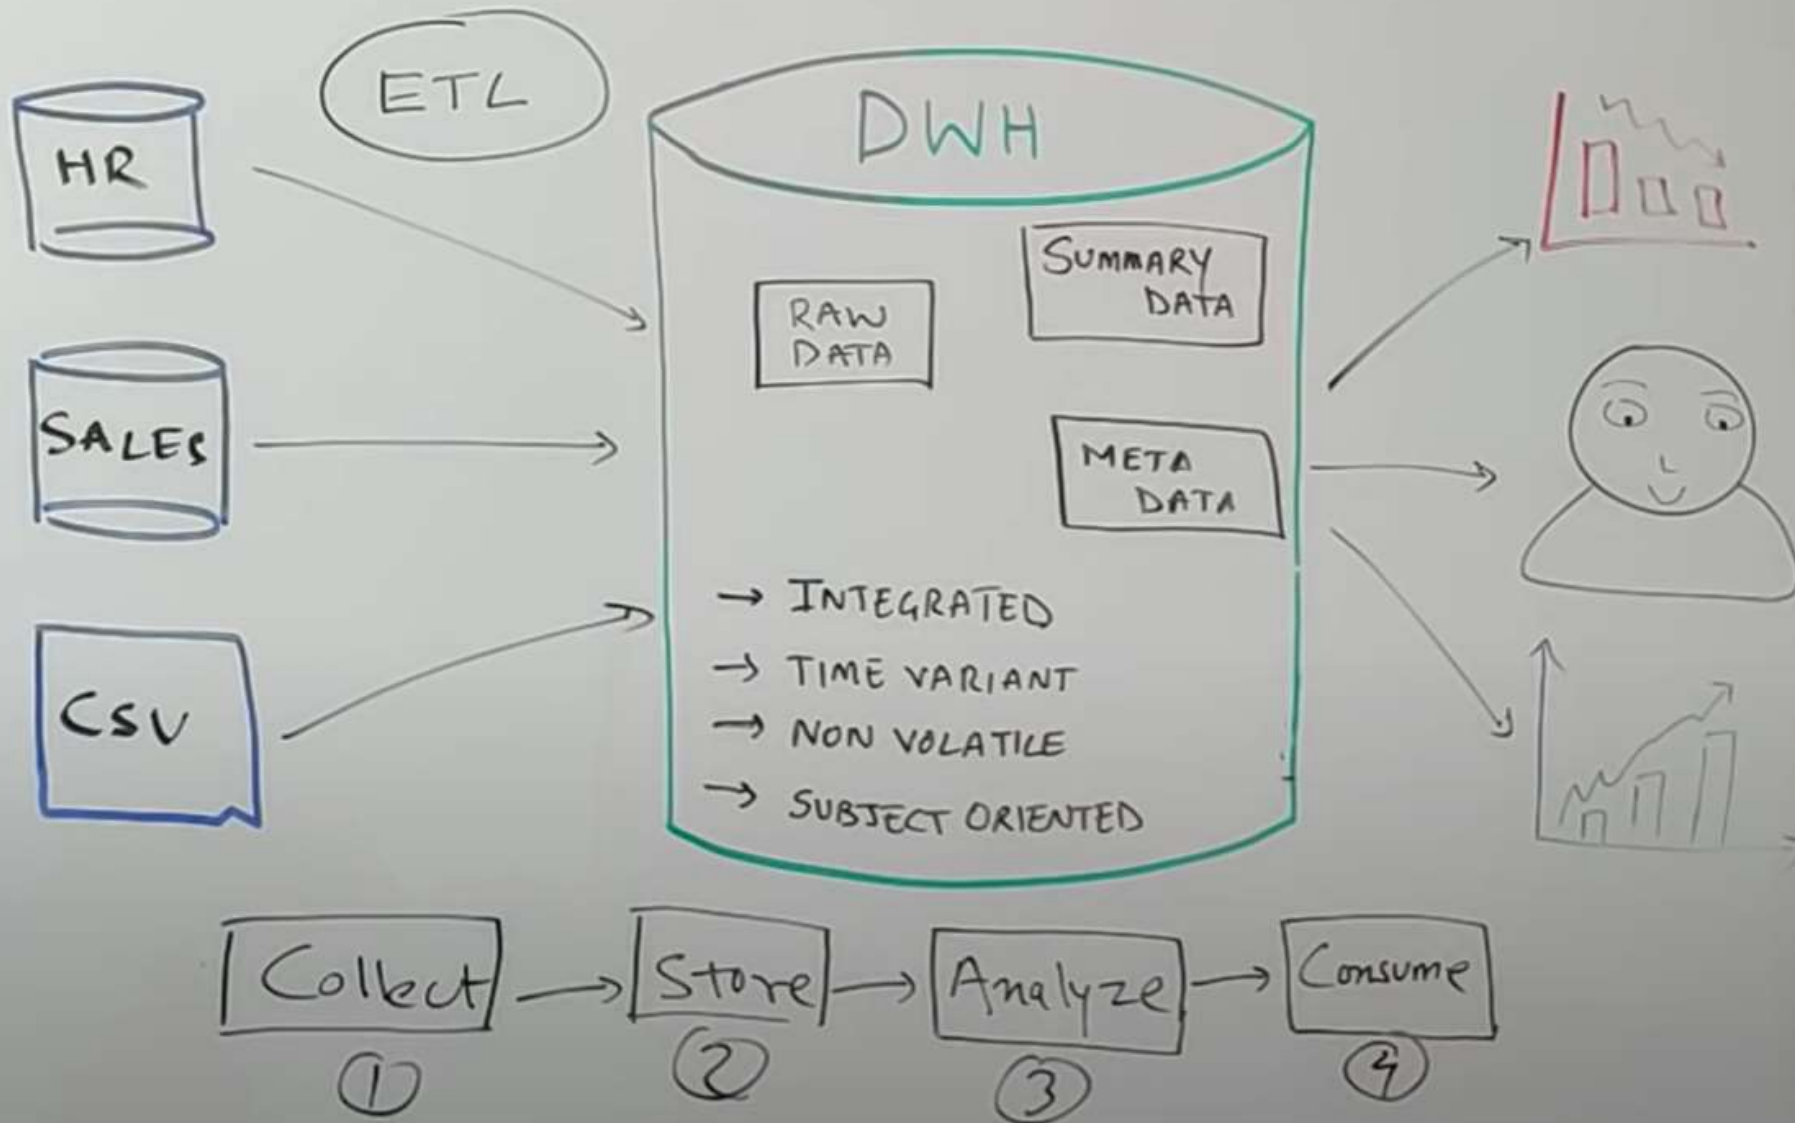 ETL
HR
SALES
CSV
DWH
SUMMARY
DATA
RAW
DATA
META
DATA
→ INTEGRATED
→ TIME VARIANT
→ NON VOLATILE
→ SUBJECT ORIENTED
Collect → Store → Analyze → Consume
1 2 3 4